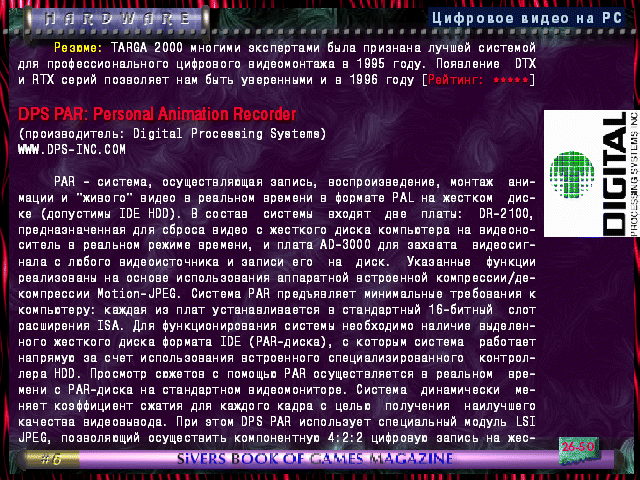 HARDWARE
Цифровое видео на PC
Резюме: TARGA 2000 многими экспертами была признана лучшей системой
для профессионального цифрового видеомонтажа в 1995 году. Появление DTX
и RTX серий позволяет нам быть уверенными и в 1996 году [Рейтинг: *****]
DPS PAR: Personal Animation Recorder
(производитель: Digital Processing Systems)
WWW.DPS-INC.COM
DIGITAL
PROCESSING SYSTEMS INC
PAR - система, осуществляющая запись, воспроизведение, монтаж ани-
мации и "живого" видео в реальном времени в формате PAL на жестком дис-
ке (допустимы IDE HDD). В состав системы входят две платы: DR-2100,
предназначенная для сброса видео с жесткого диска компьютера на видеоно-
ситель в реальном режиме времени, и плата AD-3000 для захвата видеосиг-
нала с любого видеоисточника и записи его на диск. Указанные функции
реализованы на основе использования аппаратной встроенной компрессии/де-
компрессии Motion-JPEG. Система PAR предъявляет минимальные требования к
компьютеру: каждая из плат устанавливается в стандартный 16-битный слот
расширения ISA. Для функционирования системы необходимо наличие выделен-
ного жесткого диска формата IDE (PAR-диска), с которым система работает
напрямую за счет использования встроенного специализированного контрол-
лера HDD. Просмотр сюжетов с помощью PAR осуществляется в реальном вре-
мени с PAR-диска на стандартном видеомониторе. Система динамически ме-
няет коэффициент сжатия для каждого кадра с целью получения наилучшего
качества видеовывода. При этом DPS PAR использует специальный модуль LSI
JPEG, позволяющий осуществить компонентную 4:2:2 цифровую запись на жес-
#6
SiVERS BOOK OF GAMES MAGAZINE
26-50